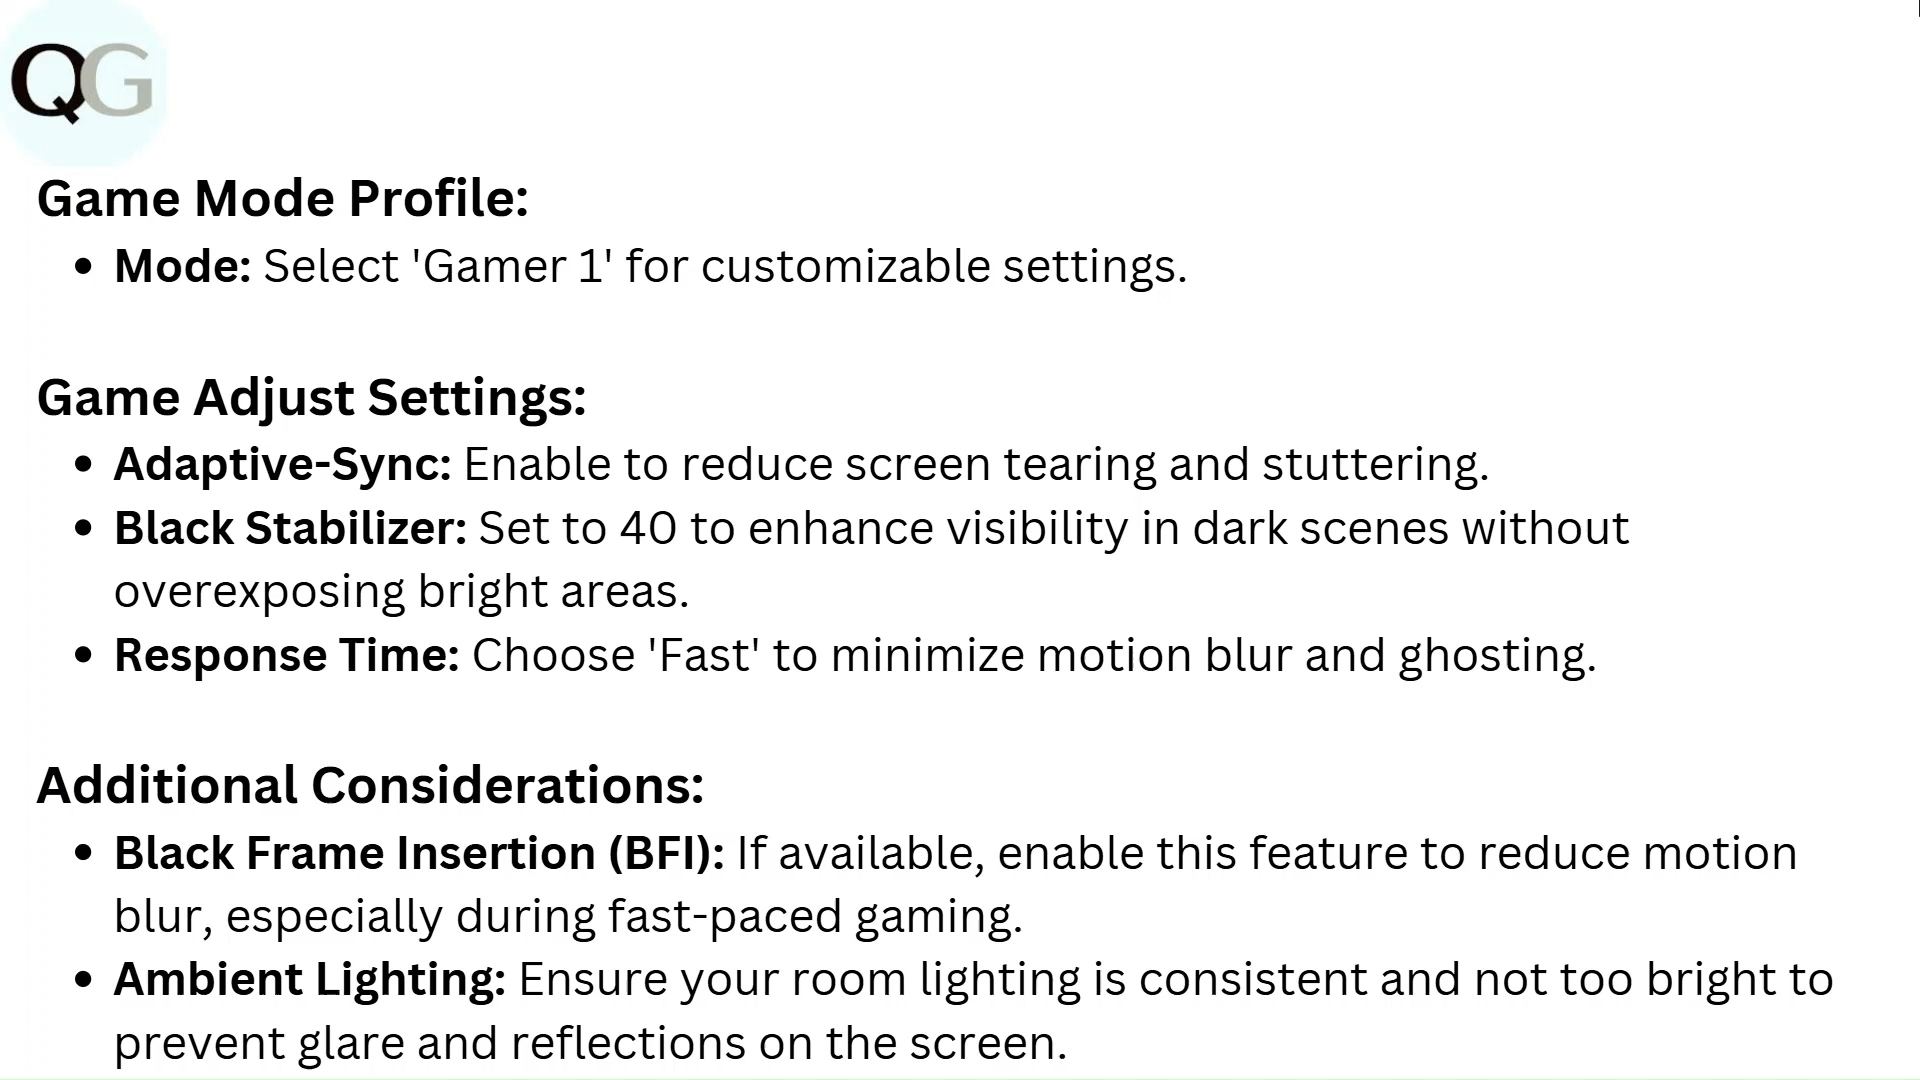 QG
Game Mode Profile:
• Mode: Select 'Gamer 1' for customizable settings.
Game Adjust Settings:
• Adaptive-Sync: Enable to reduce screen tearing and stuttering.
• Black Stabilizer: Set to 40 to enhance visibility in dark scenes without
overexposing bright areas.
• Response Time: Choose 'Fast' to minimize motion blur and ghosting.
Additional Considerations:
• Black Frame Insertion (BFI): If available, enable this feature to reduce motion
blur, especially during fast-paced gaming.
• Ambient Lighting: Ensure your room lighting is consistent and not too bright to
prevent glare and reflections on the screen.